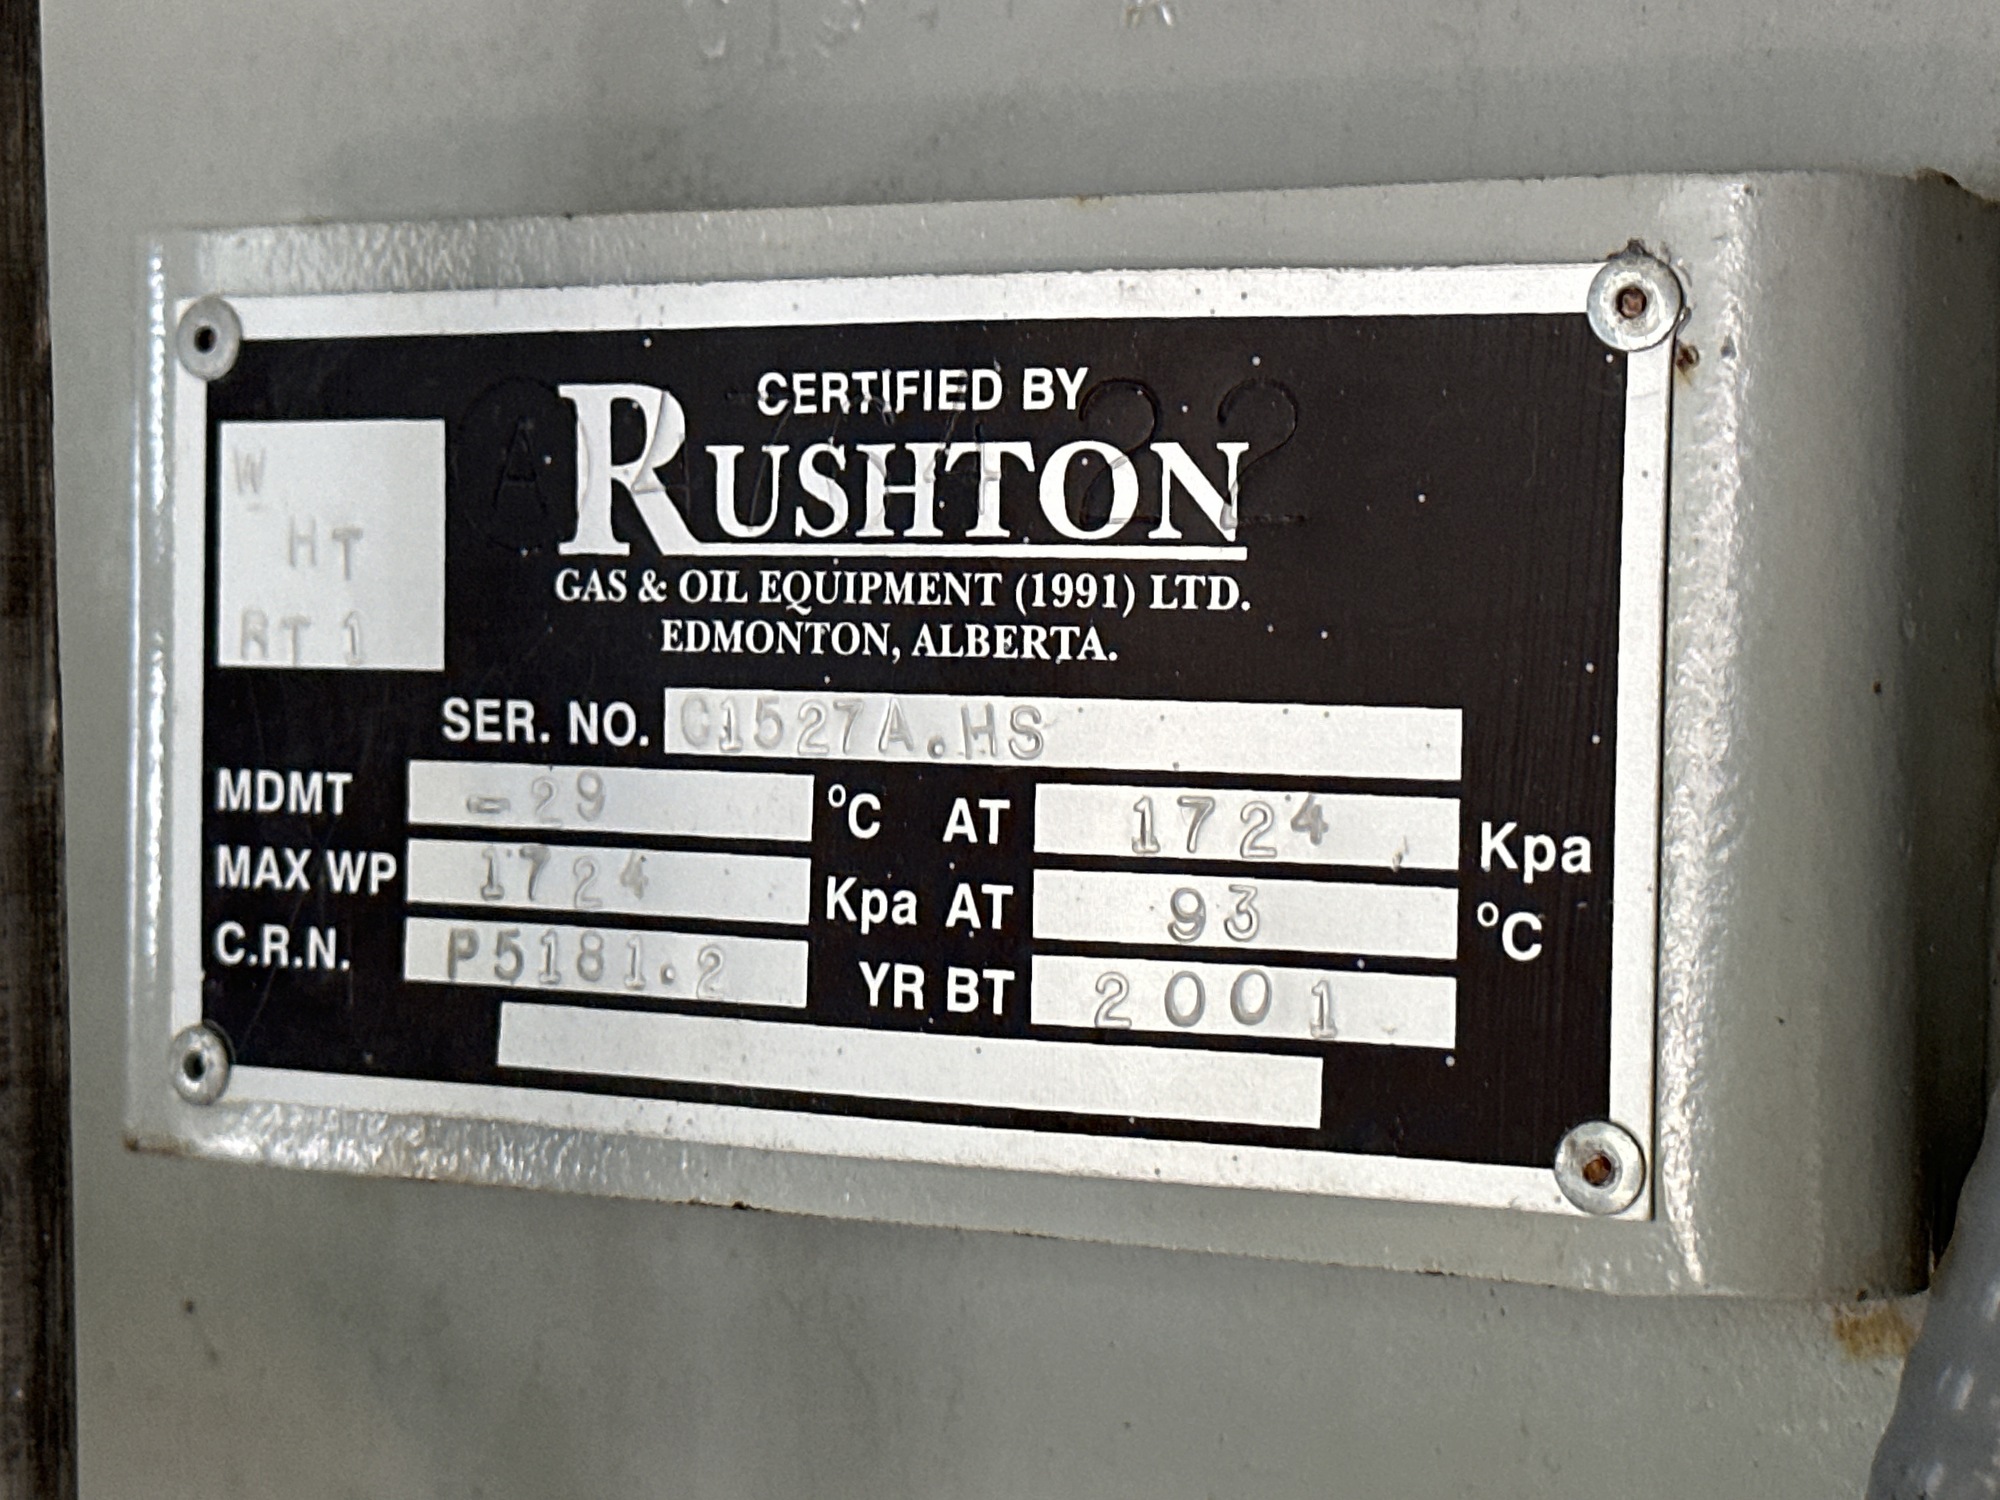 CERTIFIED BY
RUSHTON
GAS & OIL EQUIPMENT (1991) LTD.
EDMONTON, ALBERTA.
W
HT
RT 1
SER. NO. C1527A.HS
MDMT -29 °C AT 1724 Kpa
MAX WP 1724 Kpa AT 93 °C
C.R.N. P5181.2 YR BT 2001